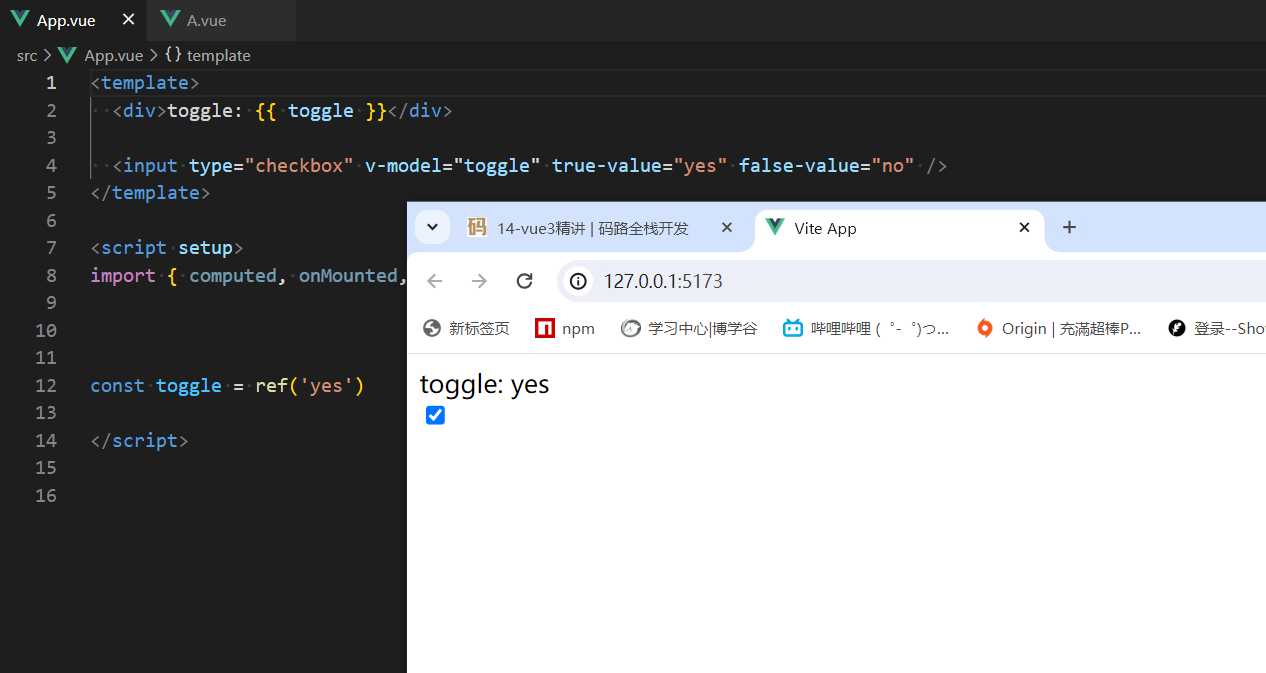 App.vue × A.vue
src > App.vue > {} template
1 <template>
2 <div>toggle: {{ toggle }}</div>
3
4 <input type="checkbox" v-model="toggle" true-value="yes" false-value="no" />
5 </template>
6
7 <script setup>
8 import { computed, onMounted,
9
10
11
12 const toggle = ref('yes')
13
14 </script>
15
16
码 14-vue3精讲 | 码路全栈开发 × Vite App × +
127.0.0.1:5173
新标签页 npm 学习中心|博学谷 哔哩哔哩 ( ゜- ゜)つ... Origin | 充滿超棒P... 登录--Sho
toggle: yes